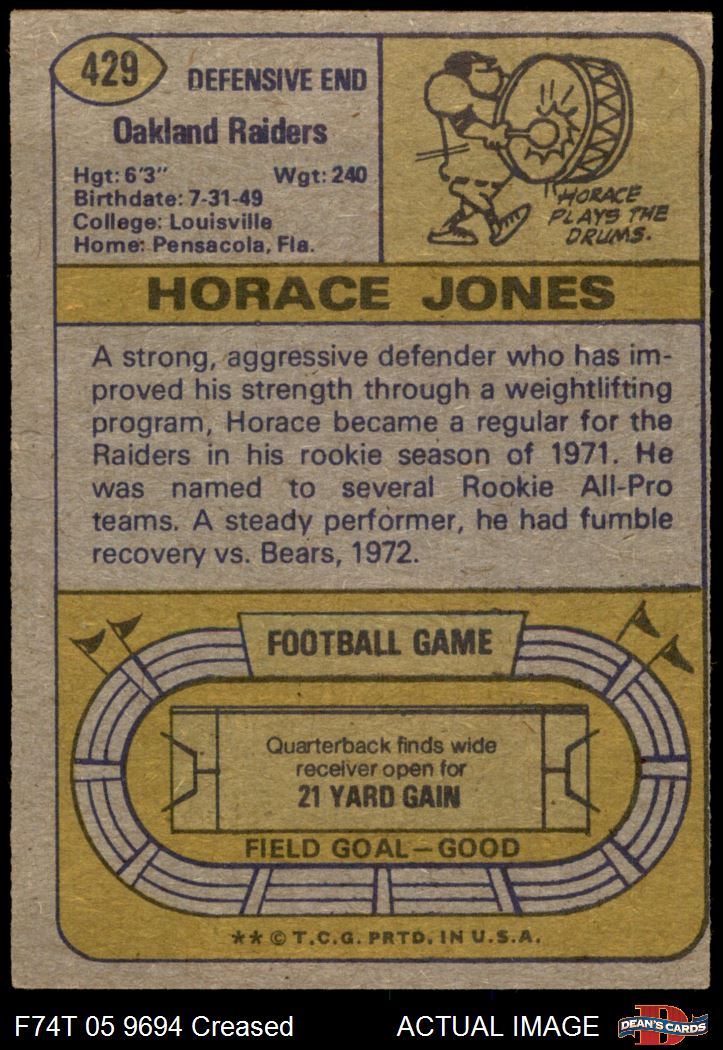 429
DEFENSIVE END
Oakland Raiders
Hgt: 6'3" Wgt: 240
Birthdate: 7-31-49
College: Louisville
Home: Pensacola, Fla.
HORACE
PLAYS THE
DRUMS.
HORACE JONES
A strong, aggressive defender who has im-
proved his strength through a weightlifting
program, Horace became a regular for the
Raiders in his rookie season of 1971. He
was named to several Rookie All-Pro
teams. A steady performer, he had fumble
recovery vs. Bears, 1972.
FOOTBALL GAME
Quarterback finds wide
receiver open for
21 YARD GAIN
FIELD GOAL—GOOD
** © T.C.G. PRTD. IN U.S.A.
F74T 05 9694 Creased ACTUAL IMAGE
D
DEAN'S CARDS